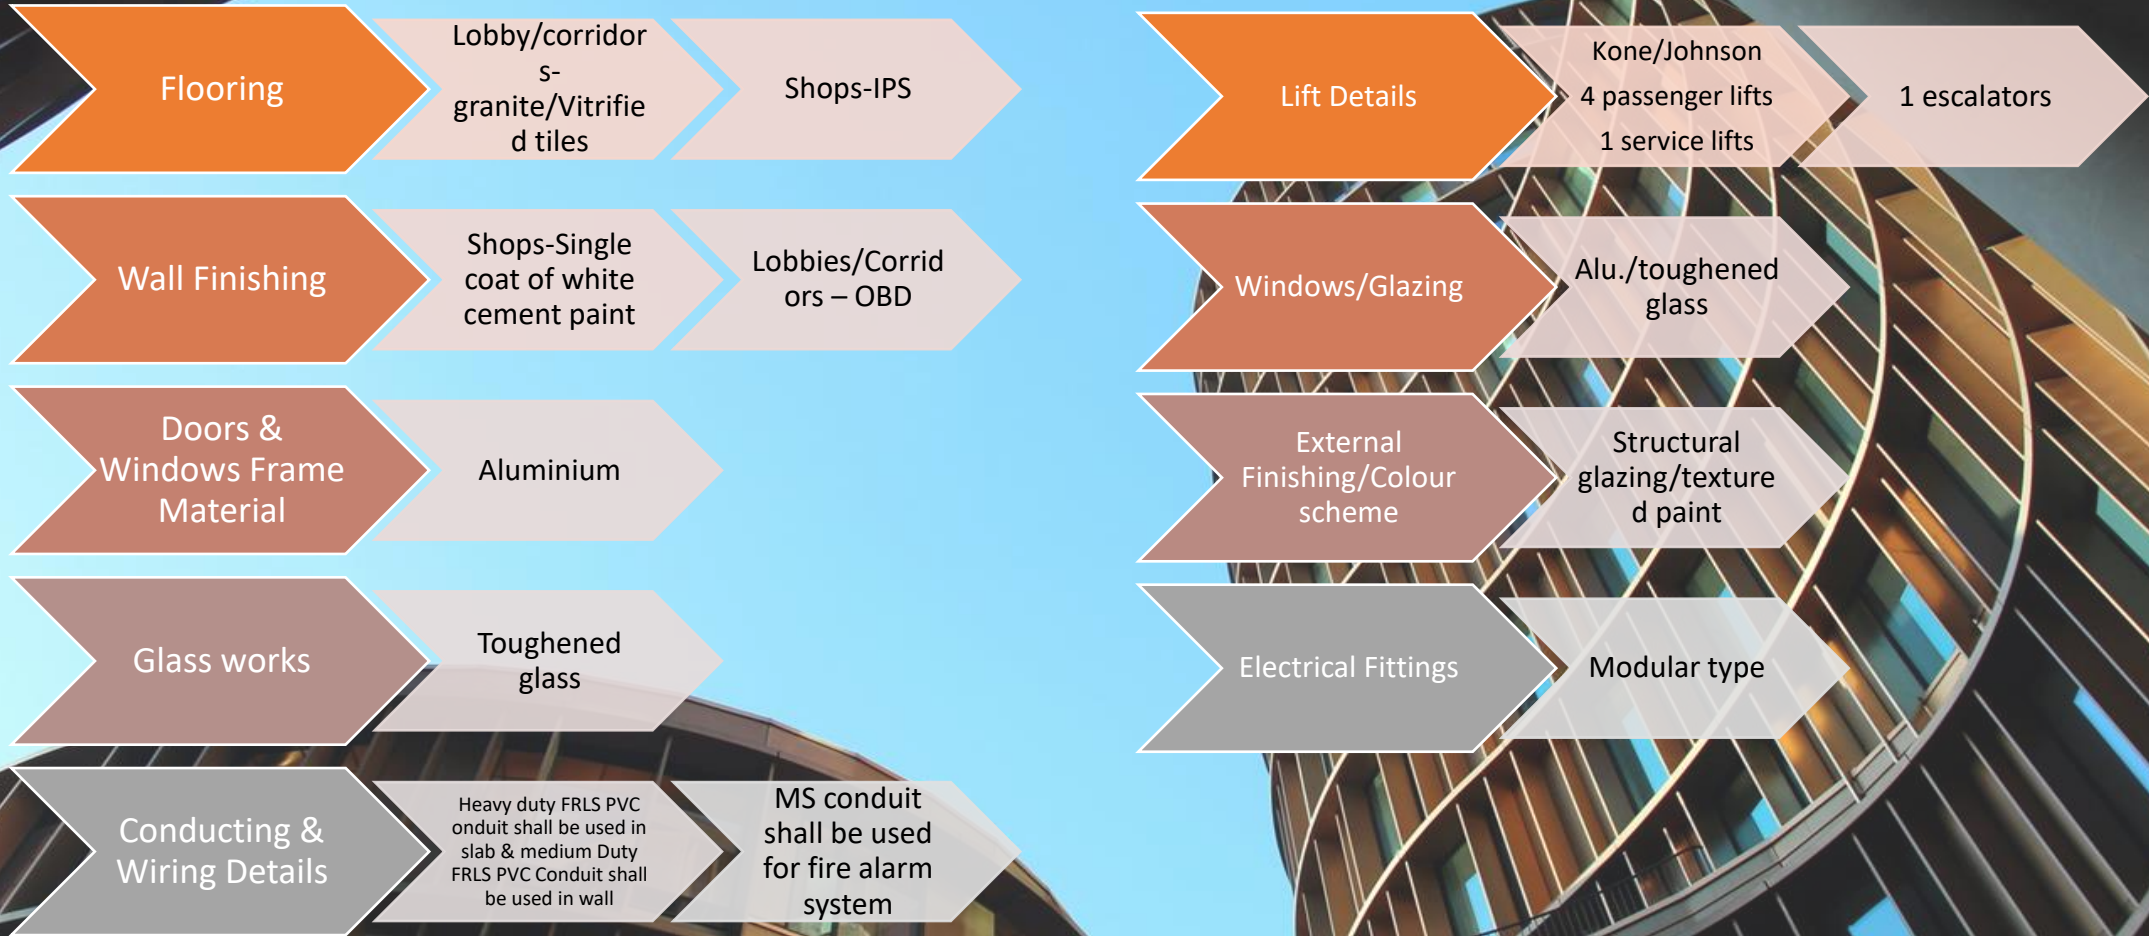 Flooring
Lobby/corridor
s-
granite/Vitrifie
d tiles
Shops-IPS
Wall Finishing
Shops-Single
coat of white
cement paint
Lobbies/Corrid
ors – OBD
Doors &
Windows Frame
Material
Aluminium
Glass works
Toughened
glass
Conducting &
Wiring Details
Heavy duty FRLS PVC
onduit shall be used in
slab & medium Duty
FRLS PVC Conduit shall
be used in wall
MS conduit
shall be used
for fire alarm
system
Lift Details
Kone/Johnson
4 passenger lifts
1 service lifts
1 escalators
Windows/Glazing
Alu./toughened
glass
External
Finishing/Colour
scheme
Structural
glazing/texture
d paint
Electrical Fittings
Modular type